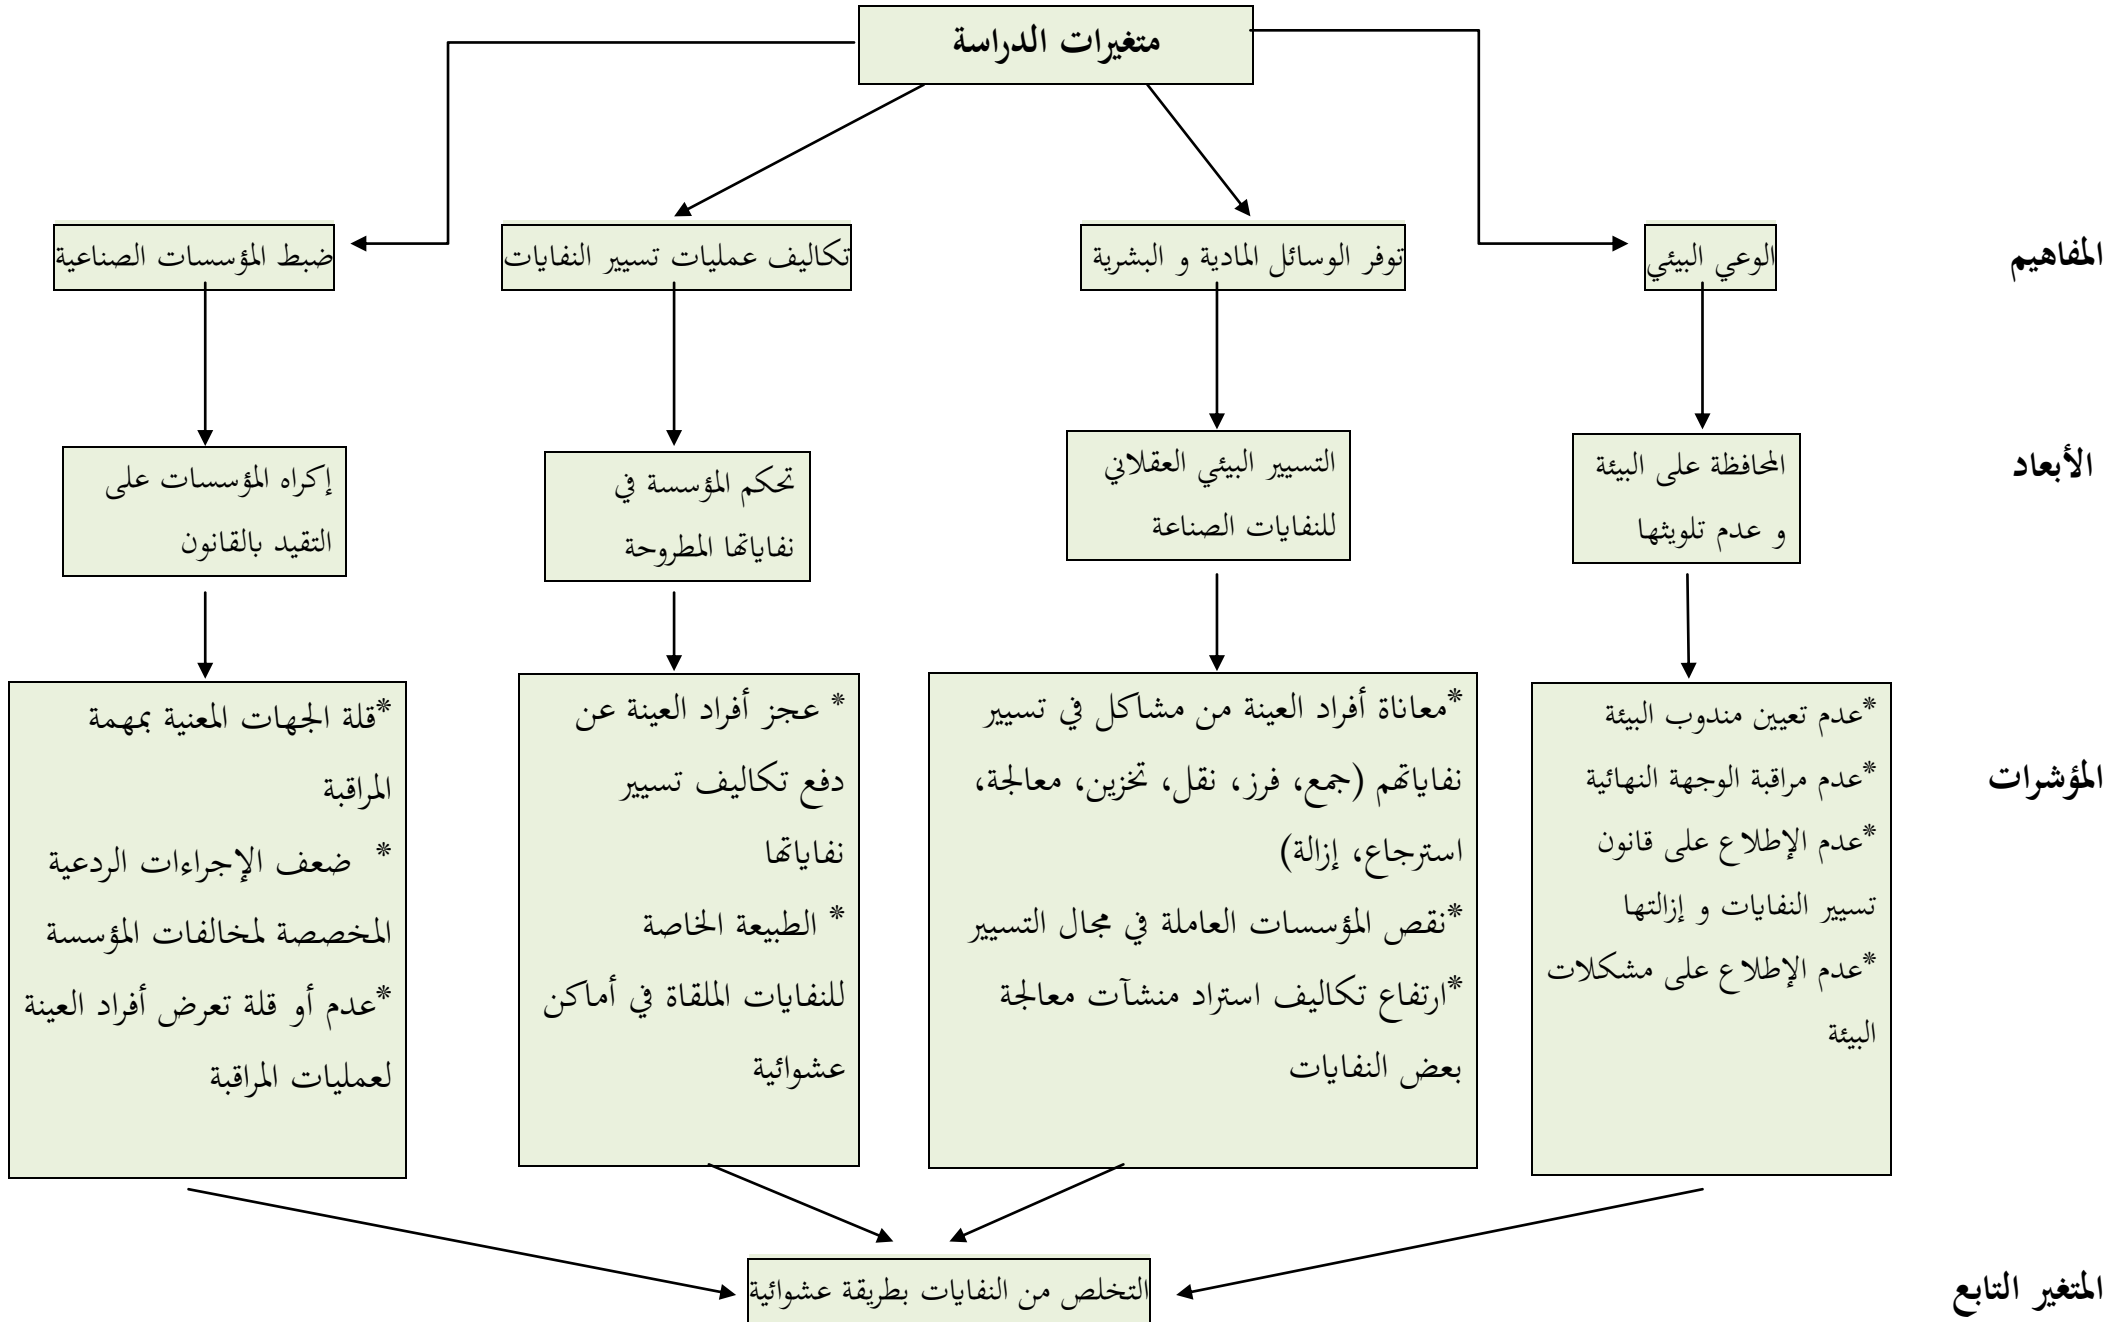 متغيرات الدراسة
المفاهيم
الوعي البيئي
توفر الوسائل المادية و البشرية
تكاليف عمليات تسيير النفايات
ضبط المؤسسات الصناعية
الأبعاد
المحافظة على البيئة
و عدم تلويثها
التسيير البيئي العقلاني
للنفايات الصناعة
تحكم المؤسسة في
نفاياتها المطروحة
إكراه المؤسسات على
التقيد بالقانون
المؤشرات
*عدم تعيين مندوب البيئة
*عدم مراقبة الوجهة النهائية
*عدم الإطلاع على قانون
تسيير النفايات و إزالتها
*عدم الإطلاع على مشكلات
البيئة
*معاناة أفراد العينة من مشاكل في تسيير
نفاياتهم (جمع، فرز، نقل، تخزين، معالجة،
استرجاع، إزالة)
*نقص المؤسسات العاملة في مجال التسيير
*ارتفاع تكاليف استراد منشآت معالجة
بعض النفايات
* عجز أفراد العينة عن
دفع تكاليف تسيير
نفاياتها
* الطبيعة الخاصة
للنفايات الملقاة في أماكن
عشوائية
*قلة الجهات المعنية بمهمة
المراقبة
* ضعف الإجراءات الردعية
المخصصة لمخالفات المؤسسة
*عدم أو قلة تعرض أفراد العينة
لعمليات المراقبة
المتغير التابع
التخلص من النفايات بطريقة عشوائية